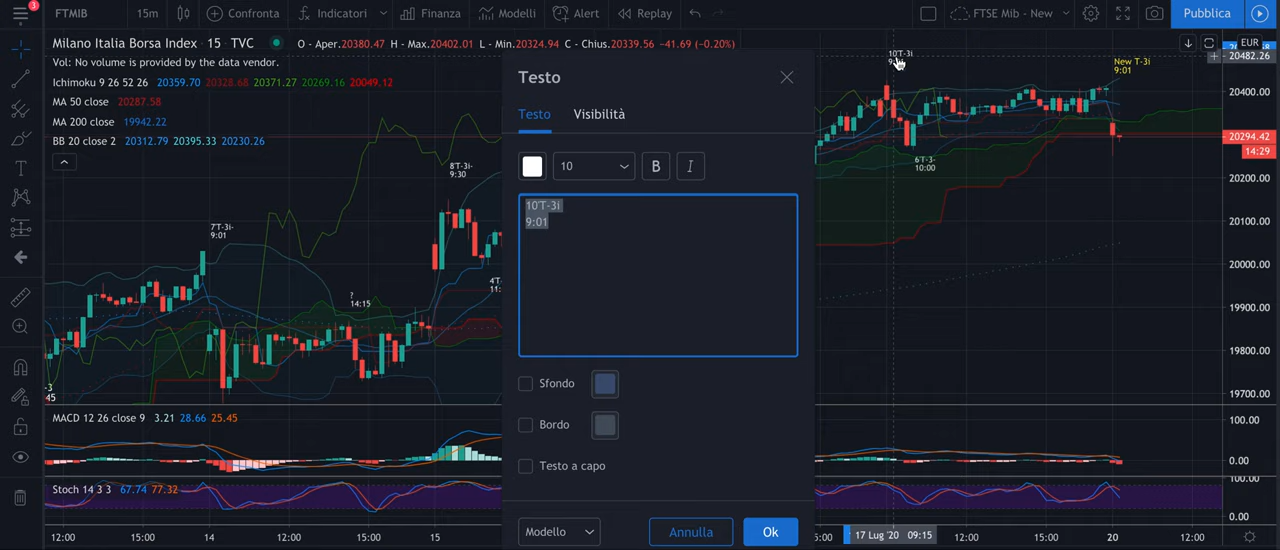 3
FTMIB
15m
Confronta
Indicatori
Finanza
Modelli
Alert
Replay
FTSE Mib - New
Pubblica
Milano Italia Borsa Index · 15 · TVC
O - Aper.20380.47 H - Max.20402.01 L - Min.20324.94 C - Chius.20339.56 -41.69 (-0.20%)
Vol: No volume is provided by the data vendor.
Ichimoku 9 26 52 26 20359.70 20328.68 20371.27 20269.16 20049.12
MA 50 close 20287.58
MA 200 close 19942.22
BB 20 close 2 20312.79 20395.33 20230.26
7'T-3i-
9:01
?
14:15
8'T-3i-
9:30
4'T
11:
-3
45
Testo
Testo
Visibilità
10
B
I
10'T-3i
9:01
Sfondo
Bordo
Testo a capo
Modello
Annulla
Ok
10'T-3i
6'T-3-
10:00
New T-3i
9:01
EUR
20482.26
20400.00
20294.42
14:29
20200.00
20100.00
20000.00
19900.00
19800.00
19700.00
MACD 12 26 close 9 3.21 28.66 25.45
100.00
0.00
Stoch 14 3 3 67.74 77.32
100.00
0.00
12:00
15:00
14
12:00
15:00
15
5:00
17 Lug '20 09:15
12:00
15:00
20
12:00